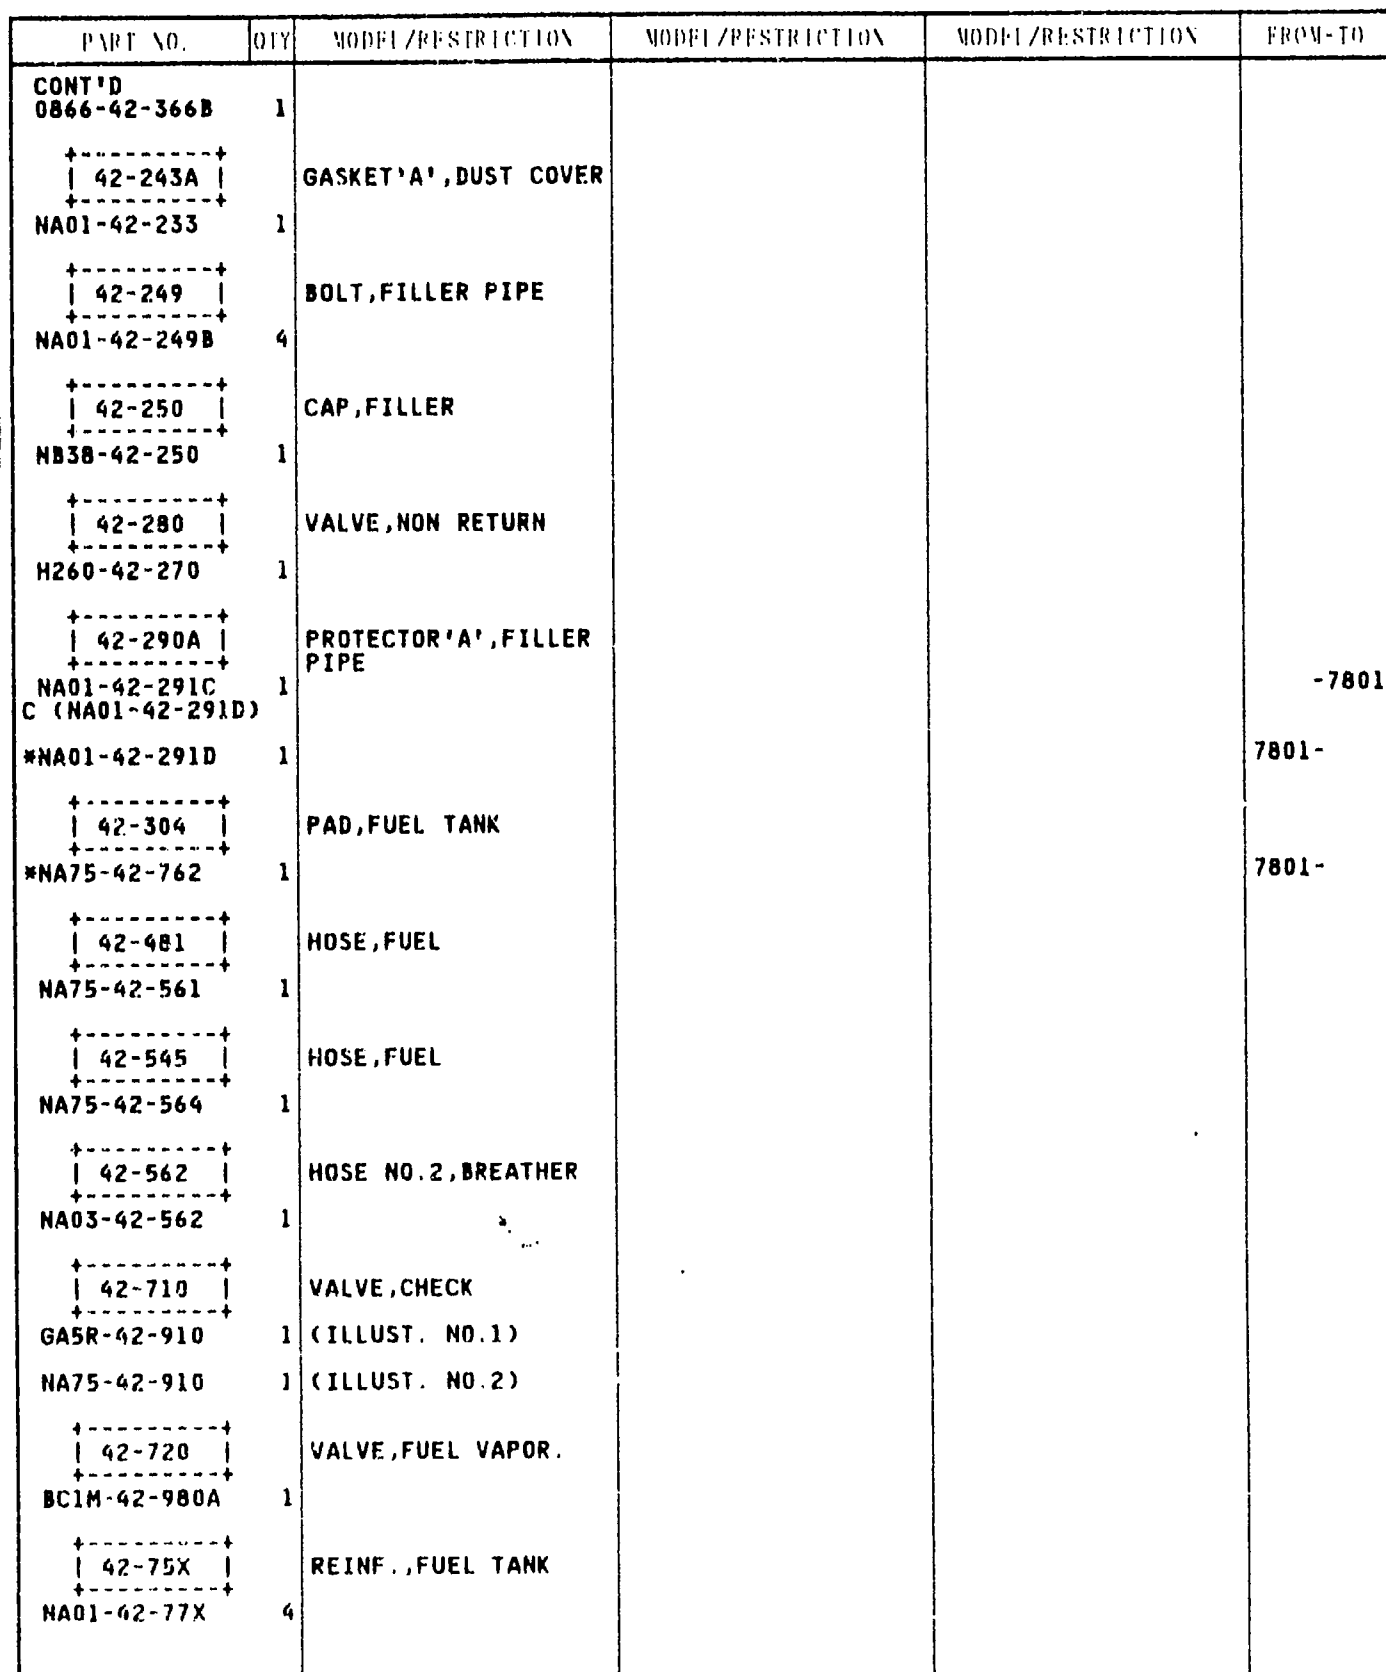 PART NO. QTY MODEL/RESTRICTION MODEL/RESTRICTION MODEL/RESTRICTION FROM-TO
CONT'D
0866-42-366B 1
42-243A GASKET'A',DUST COVER
NA01-42-233 1
42-249 BOLT,FILLER PIPE
NA01-42-249B 4
42-250 CAP,FILLER
NB38-42-250 1
42-280 VALVE,NON RETURN
H260-42-270 1
42-290A PROTECTOR'A',FILLER
PIPE
NA01-42-291C 1 -7801
C (NA01-42-291D)
*NA01-42-291D 1 7801-
42-304 PAD,FUEL TANK
*NA75-42-762 1 7801-
42-481 HOSE,FUEL
NA75-42-561 1
42-545 HOSE,FUEL
NA75-42-564 1
42-562 HOSE NO.2,BREATHER
NA03-42-562 1
42-710 VALVE,CHECK
GA5R-42-910 1 (ILLUST. NO.1)
NA75-42-910 1 (ILLUST. NO.2)
42-720 VALVE,FUEL VAPOR.
BC1M-42-980A 1
42-75X REINF.,FUEL TANK
NA01-42-77X 4